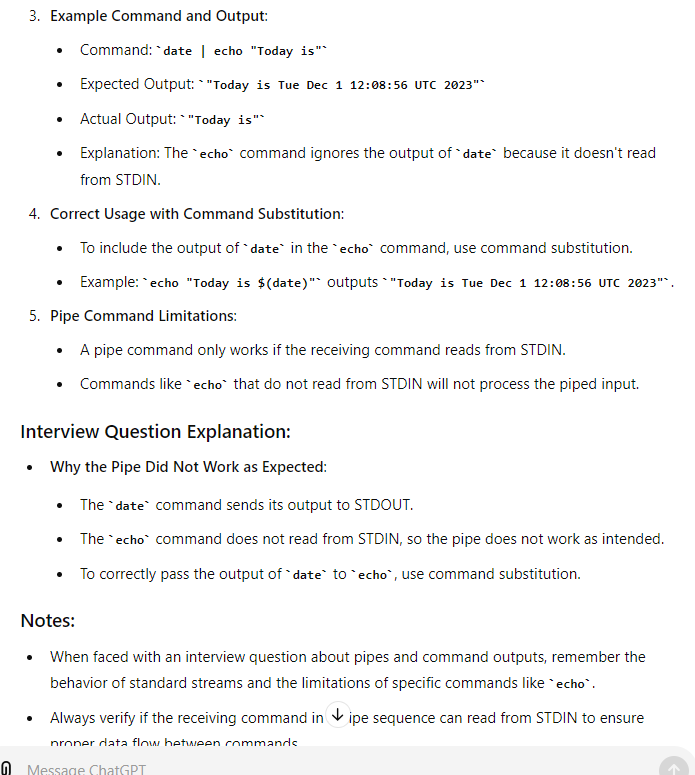 3. Example Command and Output:
• Command: `date | echo "Today is"`
• Expected Output: `"Today is Tue Dec 1 12:08:56 UTC 2023"`
• Actual Output: `"Today is"`
• Explanation: The `echo` command ignores the output of `date` because it doesn't read
from STDIN.
4. Correct Usage with Command Substitution:
• To include the output of `date` in the `echo` command, use command substitution.
• Example: `echo "Today is $(date)"` outputs `"Today is Tue Dec 1 12:08:56 UTC 2023"`.
5. Pipe Command Limitations:
• A pipe command only works if the receiving command reads from STDIN.
• Commands like `echo` that do not read from STDIN will not process the piped input.
Interview Question Explanation:
• Why the Pipe Did Not Work as Expected:
• The `date` command sends its output to STDOUT.
• The `echo` command does not read from STDIN, so the pipe does not work as intended.
• To correctly pass the output of `date` to `echo`, use command substitution.
Notes:
• When faced with an interview question about pipes and command outputs, remember the
behavior of standard streams and the limitations of specific commands like `echo`.
• Always verify if the receiving command in ipe sequence can read from STDIN to ensure
proper data flow between commands
Message ChatGPT